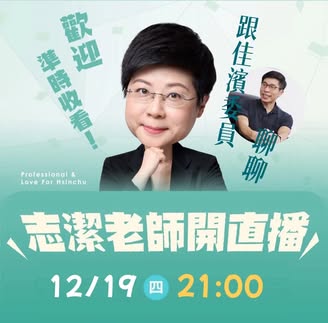 歡迎
準時收看!
跟佳濱委員
聊聊
Professional &
Love For Hsinchu
志潔老師開直播
12/19 四 21:00